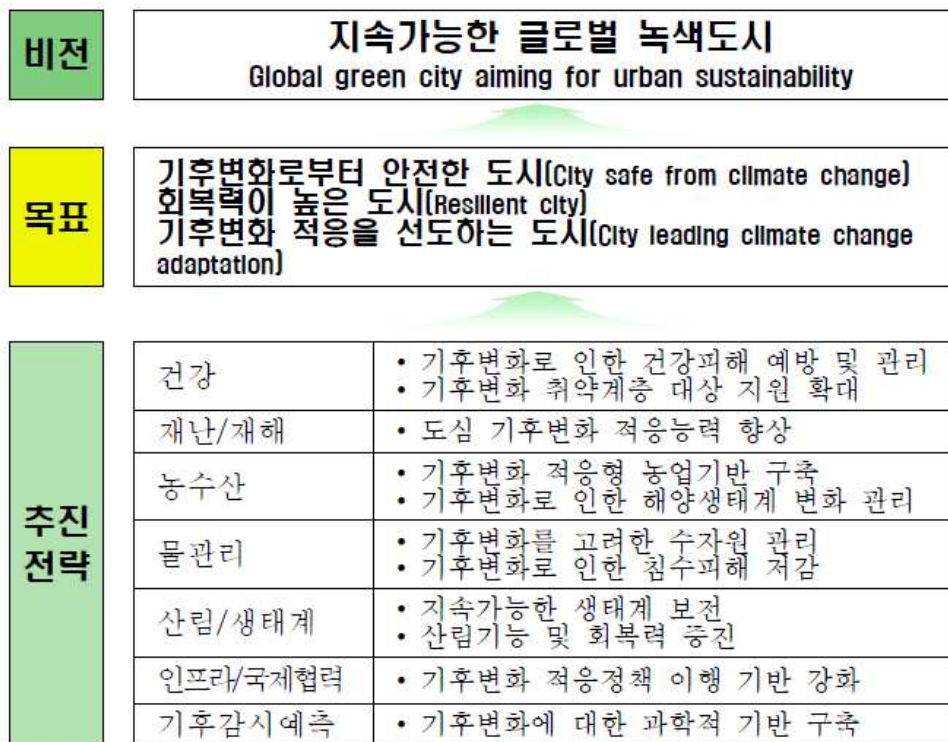 비전
지속가능한 글로벌 녹색도시
Global green city aiming for urban sustainability
목표
기후변화로부터 안전한 도시(City safe from climate change)
회복력이 높은 도시(Resilient city)
기후변화 적응을 선도하는 도시(City leading climate change
adaptation)
추진
전략
건강
• 기후변화로 인한 건강피해 예방 및 관리
• 기후변화 취약계층 대상 지원 확대
재난/재해
• 도심 기후변화 적응능력 향상
농수산
• 기후변화 적응형 농업기반 구축
• 기후변화로 인한 해양생태계 변화 관리
물관리
• 기후변화를 고려한 수자원 관리
• 기후변화로 인한 침수피해 저감
산림/생태계
• 지속가능한 생태계 보전
• 산림기능 및 회복력 증진
인프라/국제협력
• 기후변화 적응정책 이행 기반 강화
기후감시예측
• 기후변화에 대한 과학적 기반 구축